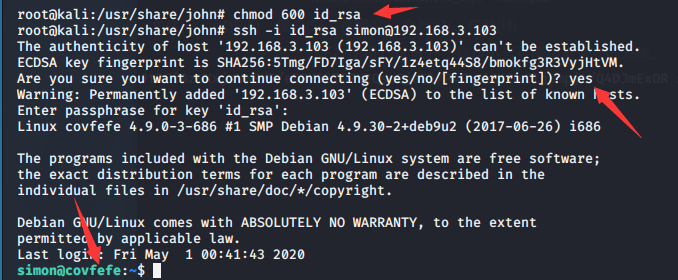 root@kali:/usr/share/john# chmod 600 id_rsa
root@kali:/usr/share/john# ssh -i id_rsa simon@192.168.3.103
The authenticity of host '192.168.3.103 (192.168.3.103)' can't be established.
ECDSA key fingerprint is SHA256:5Tmg/FD7Iga/sFY/1z4etq44S8/bmokfg3R3VyjHtVM.
Are you sure you want to continue connecting (yes/no/[fingerprint])? yes
Warning: Permanently added '192.168.3.103' (ECDSA) to the list of known hosts.
Enter passphrase for key 'id_rsa':
Linux covfefe 4.9.0-3-686 #1 SMP Debian 4.9.30-2+deb9u2 (2017-06-26) i686
The programs included with the Debian GNU/Linux system are free software;
the exact distribution terms for each program are described in the
individual files in /usr/share/doc/*/copyright.
Debian GNU/Linux comes with ABSOLUTELY NO WARRANTY, to the extent
permitted by applicable law.
Last login: Fri May  1 00:41:43 2020
simon@covfefe:~$